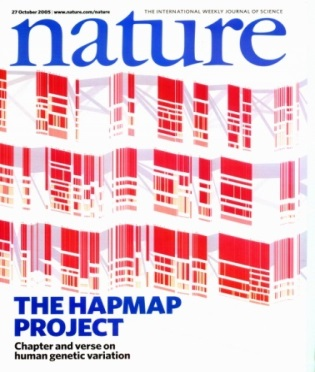 27 October 2005 | www.nature.com/nature
THE INTERNATIONAL WEEKLY JOURNAL OF SCIENCE
nature
THE HAPMAP
PROJECT
Chapter and verse on
human genetic variation